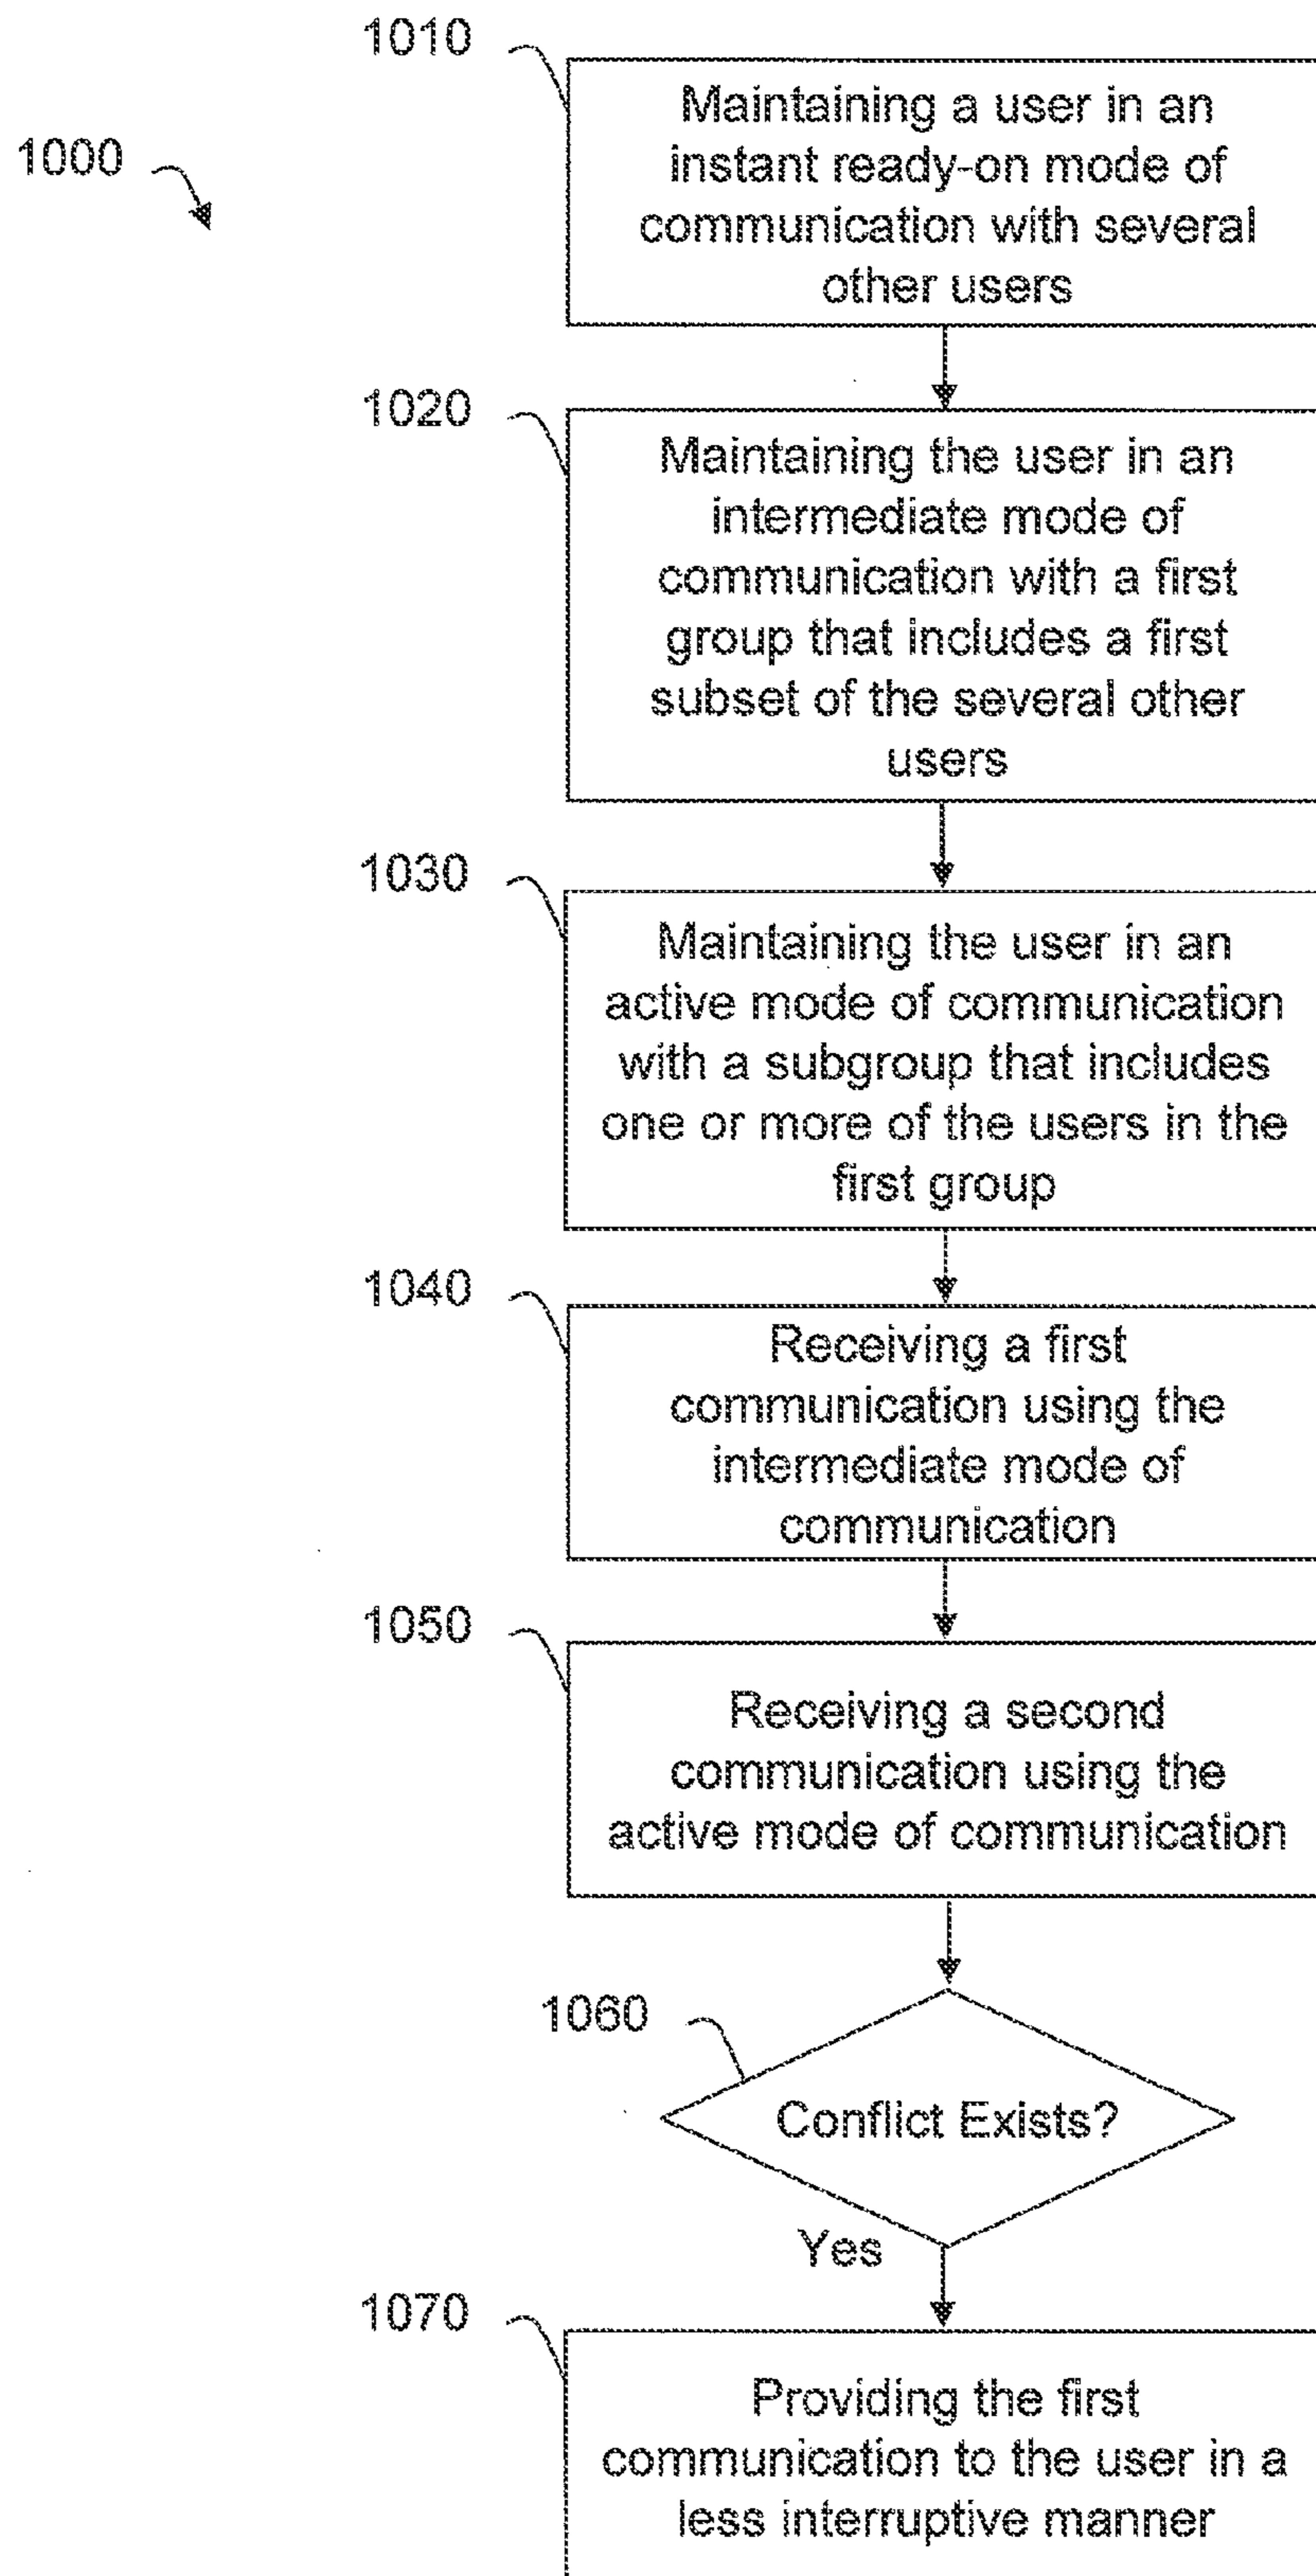 1010
Maintaining a user in an
instant ready-on mode of
communication with several
other users
1000
1020
Maintaining the user in an
intermediate mode of
communication with a first
group that includes a first
subset of the several other
users
1030
Maintaining the user in an
active mode of communication
with a subgroup that includes
one or more of the users in the
first group
1040
Receiving a first
communication using the
intermediate mode of
communication
1050
Receiving a second
communication using the
active mode of communication
1060
Conflict Exists?
Yes
1070
Providing the first
communication to the user in a
less interruptive manner